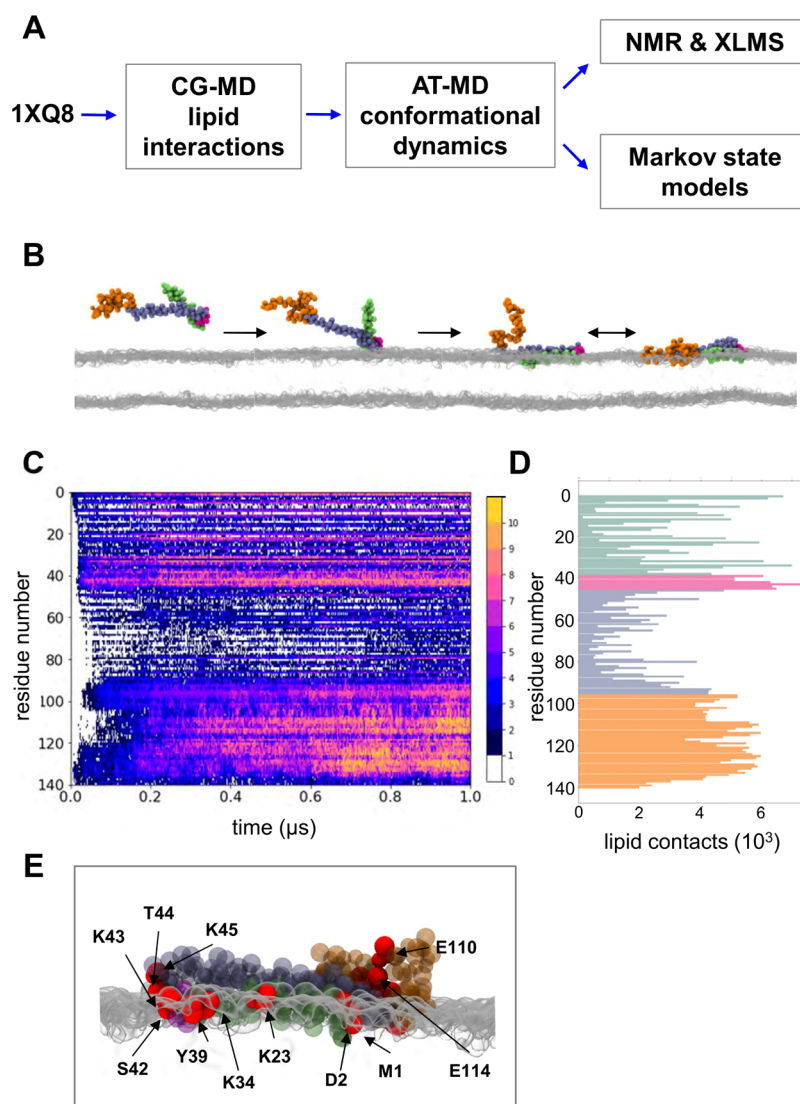 A
1XQ8
CG-MD
lipid
interactions
AT-MD
conformational
dynamics
NMR & XLMS
Markov state
models
B
C
residue number
0
20
40
60
80
100
120
140
0.0
0.2
0.4
0.6
0.8
1.0
time (µs)
10
9
8
7
6
5
4
3
2
1
0
D
residue number
0
20
40
60
80
100
120
140
0
2
4
6
lipid contacts (10³)
E
T44
K43
K45
E110
S42
Y39
K34
K23
D2
M1
E114